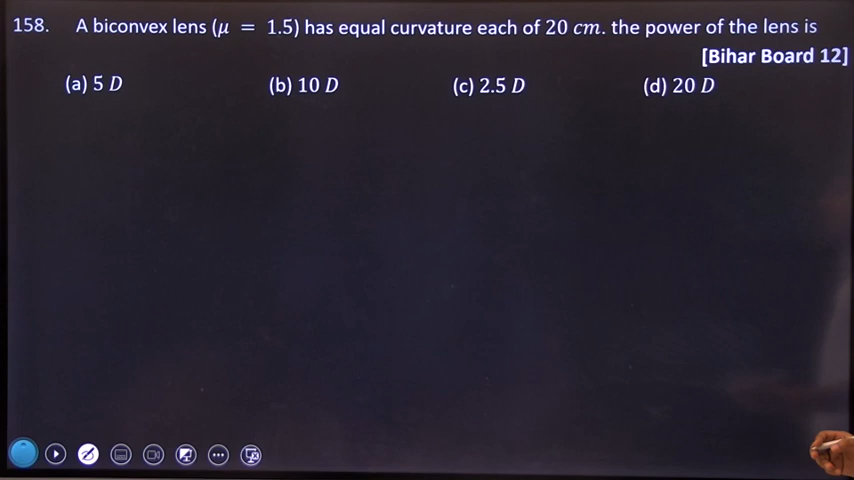 158. A biconvex lens (μ = 1.5) has equal curvature each of 20 cm. the power of the lens is
[Bihar Board 12]
(a) 5 D (b) 10 D (c) 2.5 D (d) 20 D